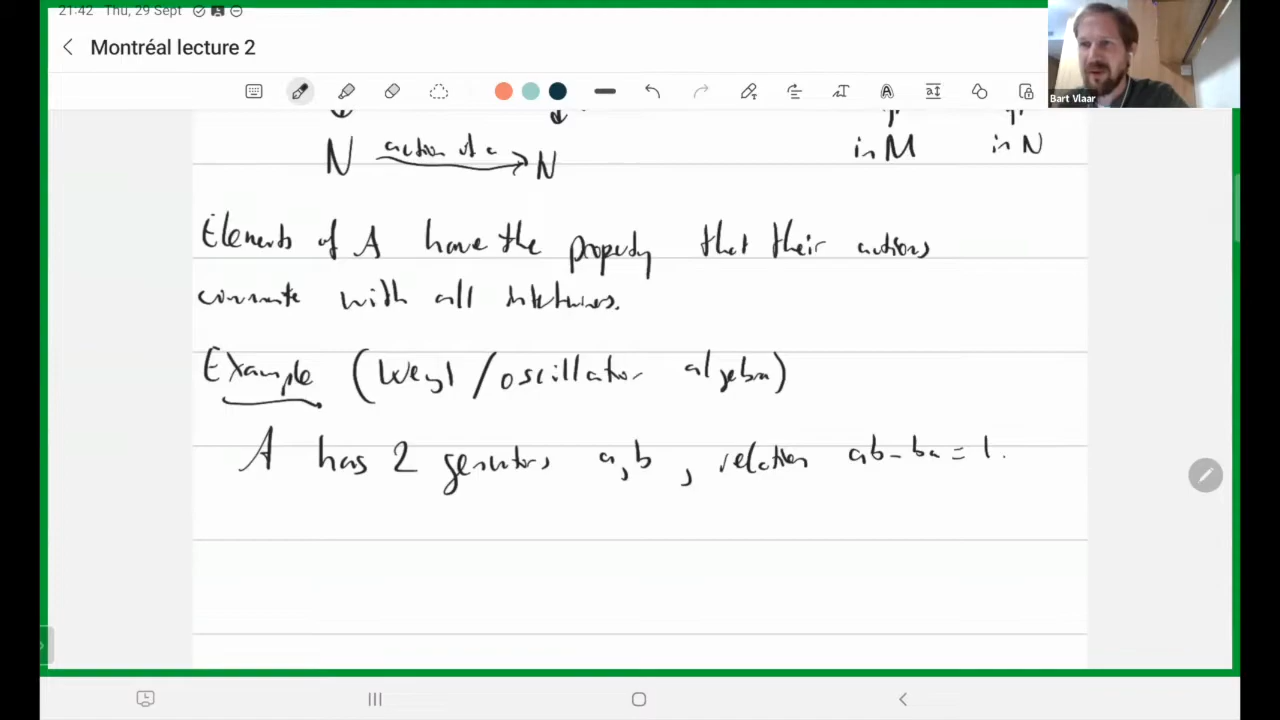 21:42 Thu, 29 Sept
Montréal lecture 2
Bart Vlaar
N action of a N
in M in N
Elements of A have the property that their actions
commute with all intertwiners.
Example (Weyl/oscillator algebra)
A has 2 generators a,b, relation ab-ba=1.